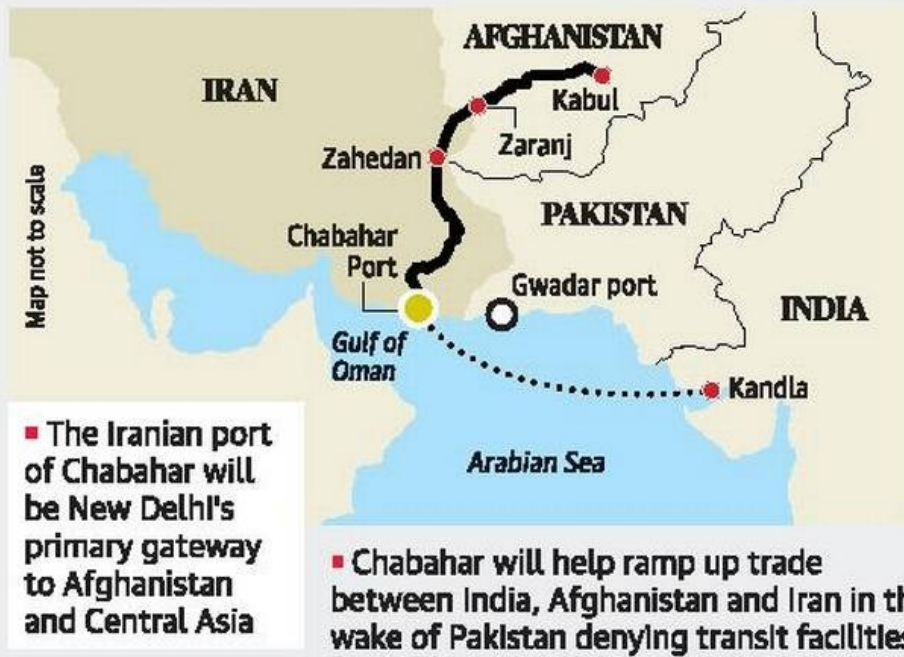 AFGHANISTAN
IRAN
Kabul
Zaranj
Zahedan
PAKISTAN
Chabahar
Port
Gwadar port
INDIA
Gulf of
Oman
Kandla
Arabian Sea
Map not to scale
▪ The Iranian port
of Chabahar will
be New Delhi's
primary gateway
to Afghanistan
and Central Asia
▪ Chabahar will help ramp up trade
between India, Afghanistan and Iran in th
wake of Pakistan denying transit facilities